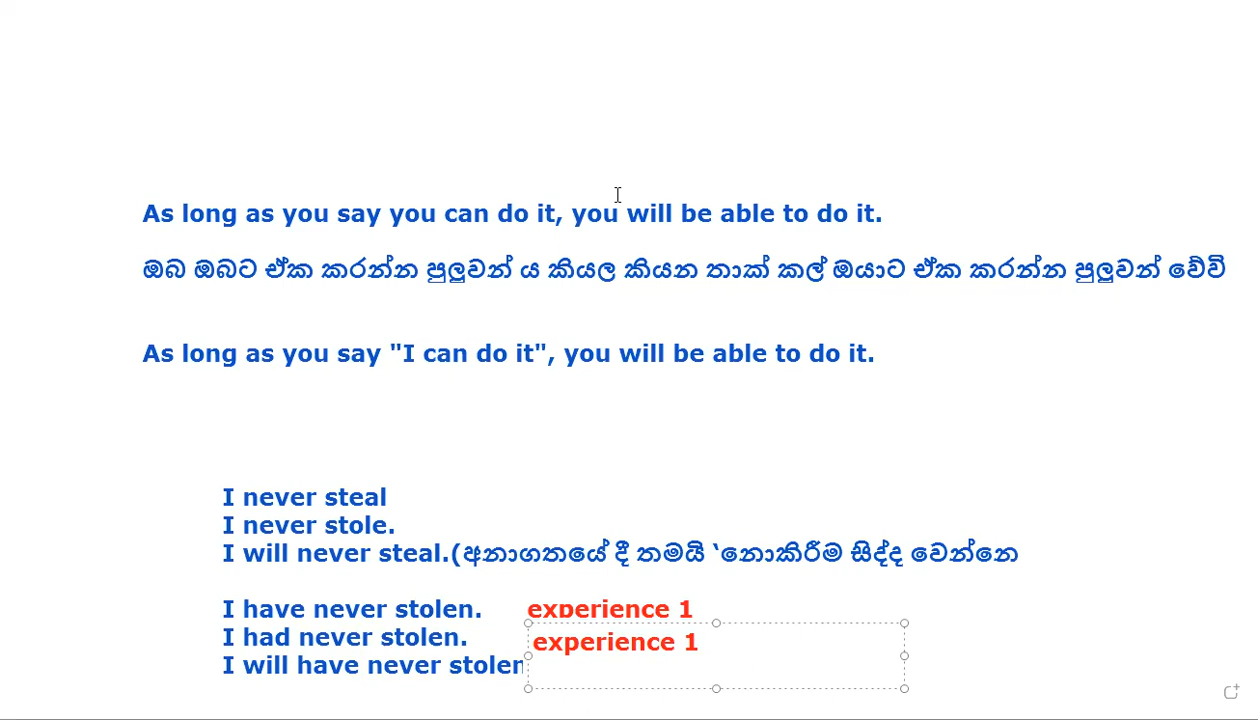 As long as you say you can do it, you will be able to do it.
ඔබ ඔබට ඒක කරන්න පුලුවන් ය කියල කියන තාක් කල් ඔයාට ඒක කරන්න පුලුවන් වේවි
As long as you say "I can do it", you will be able to do it.
I never steal
I never stole.
I will never steal.(අනාගතයේ දී තමයි ‛නොකිරීම සිද්ද වෙන්නෙ
I have never stolen. experience 1
I had never stolen. experience 1
I will have never stolen